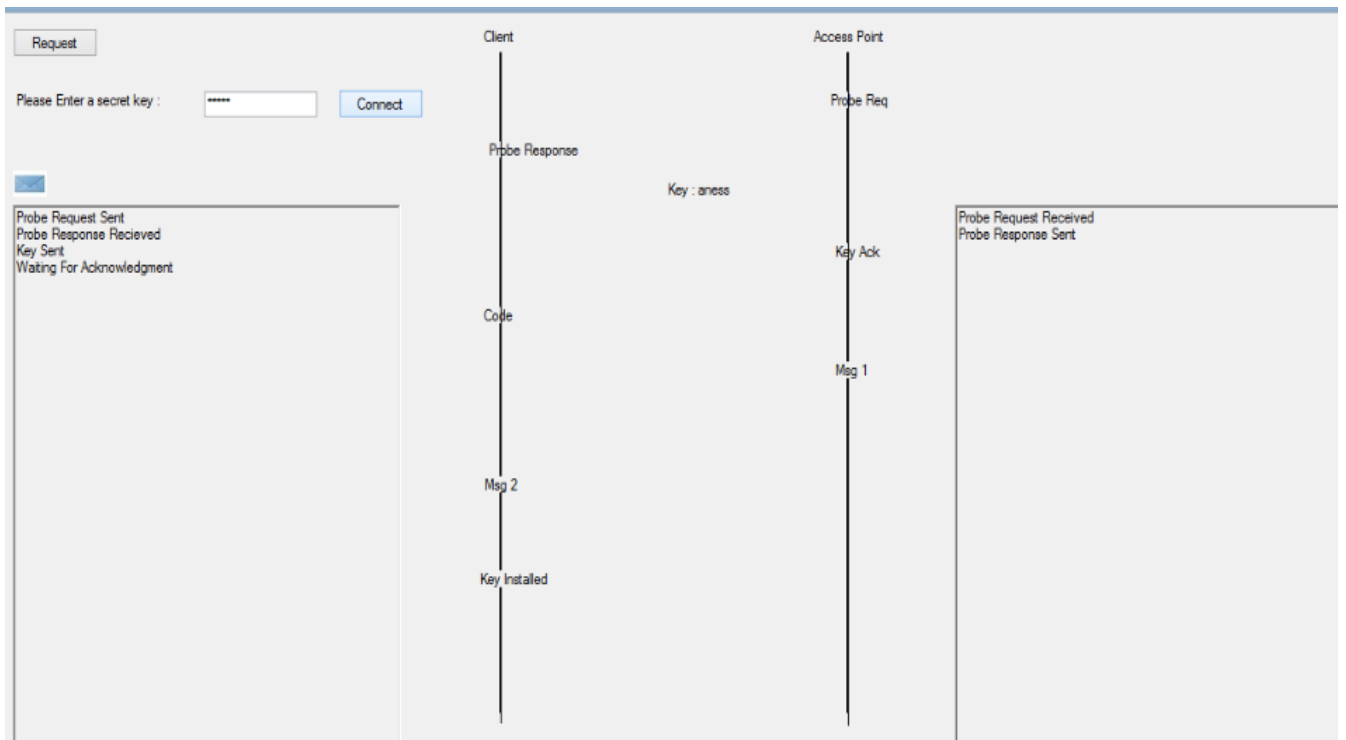 Request
Client
Access Point
Please Enter a secret key :
*****
Connect
Probe Req
Probe Response
Key : aness
Probe Request Sent
Probe Response Recieved
Key Sent
Waiting For Acknowledgment
Probe Request Received
Probe Response Sent
Key Ack
Code
Msg 1
Msg 2
Key Installed